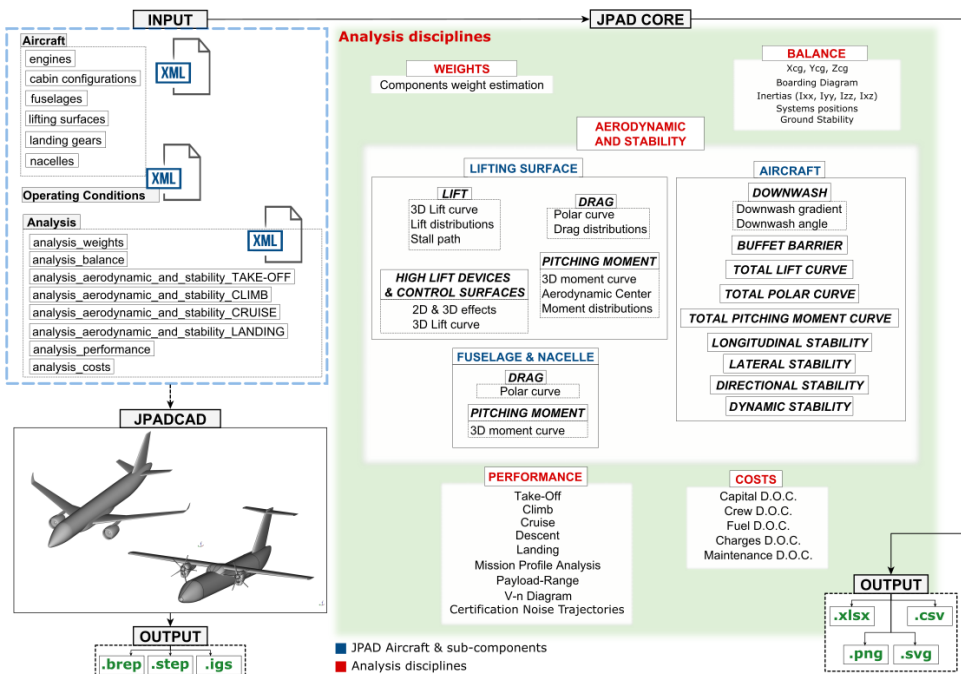 INPUT
JPAD CORE
Aircraft
engines
cabin configurations
fuselages
lifting surfaces
landing gears
nacelles
XML
XML
Operating Conditions
Analysis
XML
analysis_weights
analysis_balance
analysis_aerodynamic_and_stability_TAKE-OFF
analysis_aerodynamic_and_stability_CLIMB
analysis_aerodynamic_and_stability_CRUISE
analysis_aerodynamic_and_stability_LANDING
analysis_performance
analysis_costs
JPADCAD
OUTPUT
.brep
.step
.igs
Analysis disciplines
WEIGHTS
Components weight estimation
BALANCE
Xcg, Ycg, Zcg
Boarding Diagram
Inertias (Ixx, Iyy, Izz, Ixz)
Systems positions
Ground Stability
AERODYNAMIC
AND STABILITY
LIFTING SURFACE
LIFT
3D Lift curve
Lift distributions
Stall path
DRAG
Polar curve
Drag distributions
HIGH LIFT DEVICES
& CONTROL SURFACES
2D & 3D effects
3D Lift curve
PITCHING MOMENT
3D moment curve
Aerodynamic Center
Moment distributions
FUSELAGE & NACELLE
DRAG
Polar curve
PITCHING MOMENT
3D moment curve
AIRCRAFT
DOWNWASH
Downwash gradient
Downwash angle
BUFFET BARRIER
TOTAL LIFT CURVE
TOTAL POLAR CURVE
TOTAL PITCHING MOMENT CURVE
LONGITUDINAL STABILITY
LATERAL STABILITY
DIRECTIONAL STABILITY
DYNAMIC STABILITY
PERFORMANCE
Take-Off
Climb
Cruise
Descent
Landing
Mission Profile Analysis
Payload-Range
V-n Diagram
Certification Noise Trajectories
COSTS
Capital D.O.C.
Crew D.O.C.
Fuel D.O.C.
Charges D.O.C.
Maintenance D.O.C.
OUTPUT
.xlsx
.csv
.png
.svg
JPAD Aircraft & sub-components
Analysis disciplines